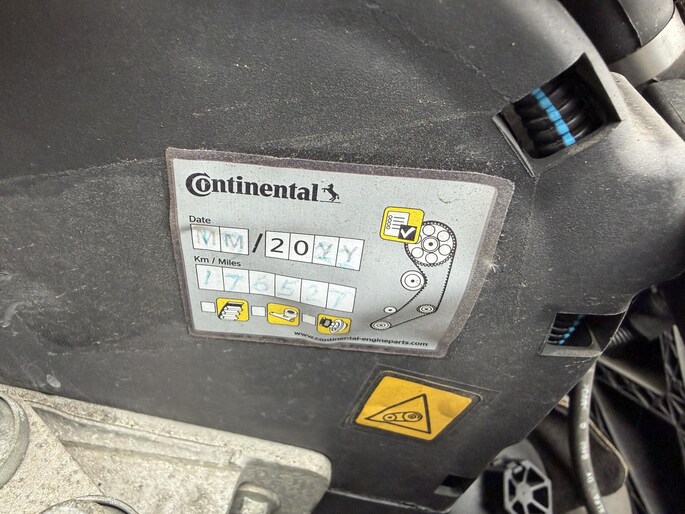 Continental
Date
MM/20YY
Km / Miles
176527
www.continental-engineparts.com